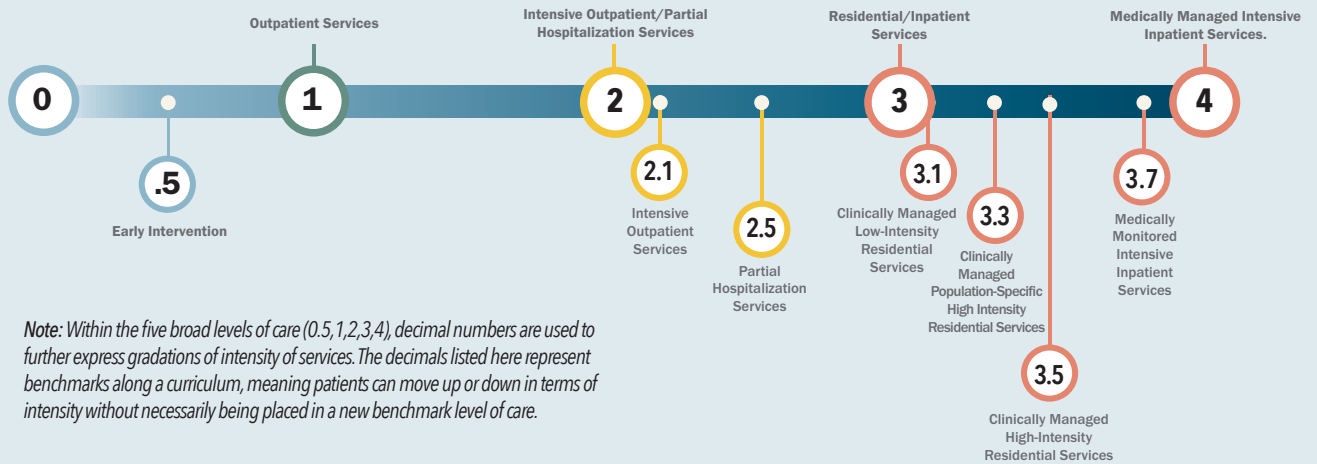 Outpatient Services
Intensive Outpatient/Partial
Hospitalization Services
Residential/Inpatient
Services
Medically Managed Intensive
Inpatient Services.
0
1
2
3
4
.5
Early Intervention
2.1
Intensive
Outpatient
Services
2.5
Partial
Hospitalization
Services
3.1
Clinically Managed
Low-Intensity
Residential
Services
3.3
Clinically
Managed
Population-Specific
High Intensity
Residential Services
3.5
Clinically Managed
High-Intensity
Residential Services
3.7
Medically
Monitored
Intensive
Inpatient
Services
Note: Within the five broad levels of care (0.5,1,2,3,4), decimal numbers are used to
further express gradations of intensity of services. The decimals listed here represent
benchmarks along a curriculum, meaning patients can move up or down in terms of
intensity without necessarily being placed in a new benchmark level of care.